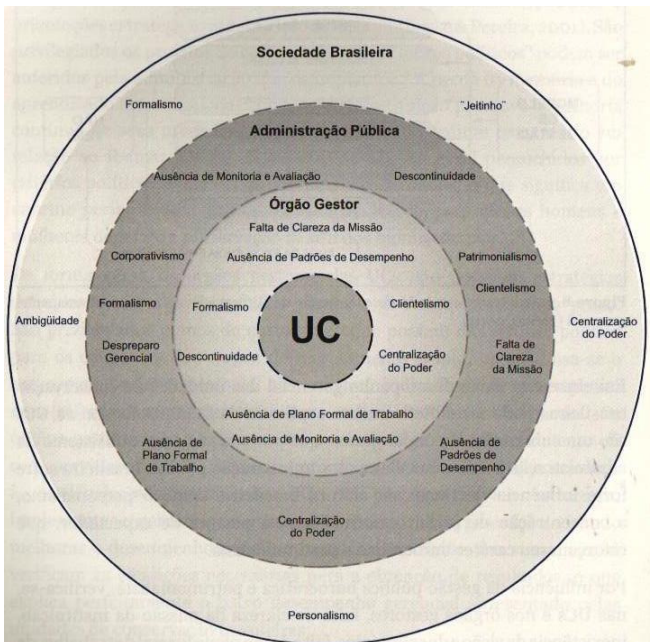 Sociedade Brasileira
Formalismo
"Jeitinho"
Administração Pública
Ausência de Monitoria e Avaliação
Descontinuidade
Órgão Gestor
Falta de Clareza da Missão
Ausência de Padrões de Desempenho
Corporativismo
Patrimonialismo
Clientelismo
Formalismo
Formalismo
Clientelismo
Ambigüidade
UC
Centralização
do Poder
Despreparo
Gerencial
Descontinuidade
Centralização
do Poder
Falta de
Clareza
da Missão
Ausência de Plano Formal de Trabalho
Ausência de Monitoria e Avaliação
Ausência de
Plano Formal
de Trabalho
Ausência de
Padrões de
Desempenho
Centralização
do Poder
Personalismo